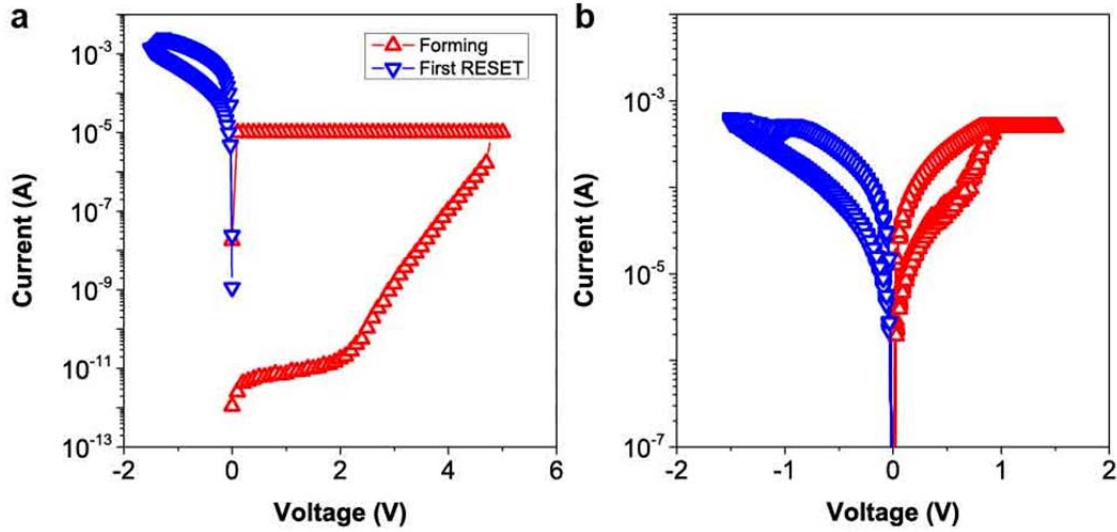 a
Forming
First RESET
10^-3
10^-5
10^-7
10^-9
10^-11
10^-13
Current (A)
-2
0
2
4
6
Voltage (V)
b
10^-3
10^-5
10^-7
Current (A)
-2
-1
0
1
2
Voltage (V)